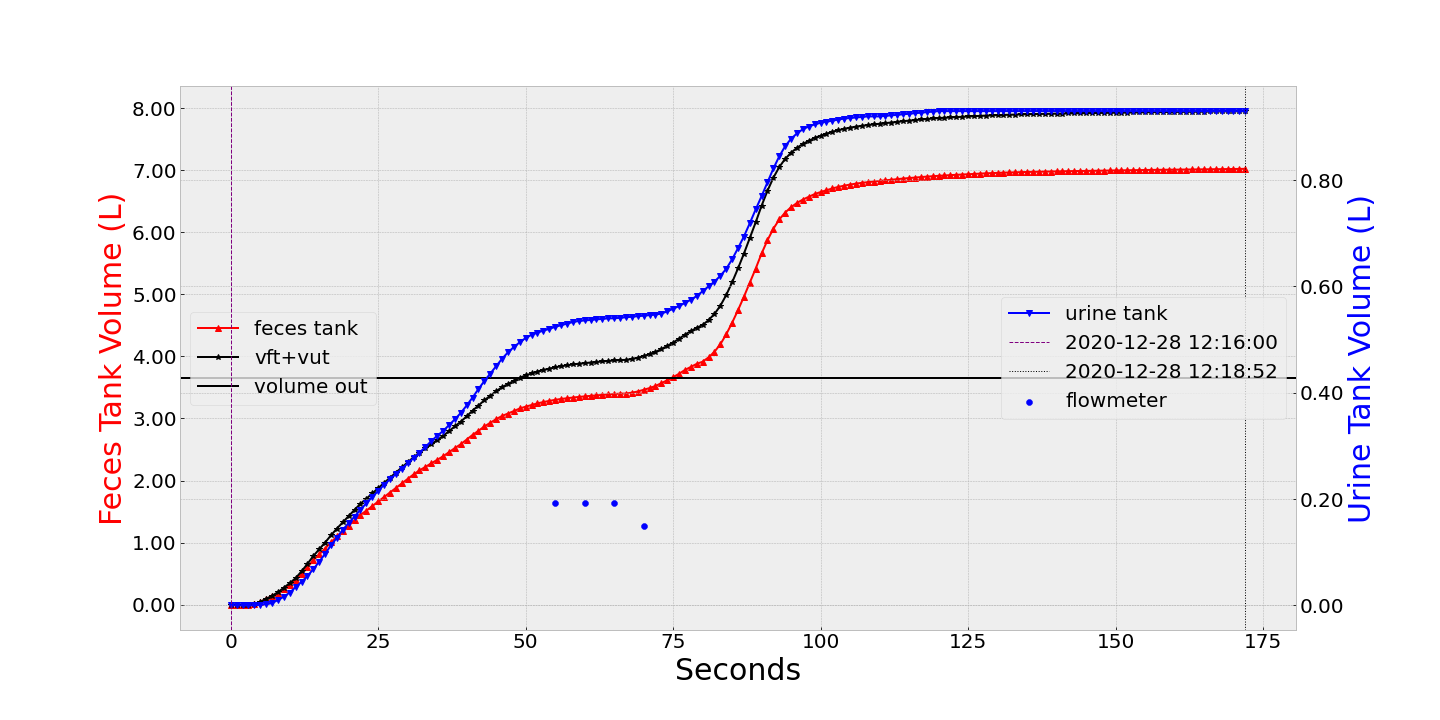 8.00
7.00
6.00
5.00
4.00
3.00
2.00
1.00
0.00
Feces Tank Volume (L)
feces tank
vft+vut
volume out
urine tank
2020-12-28 12:16:00
2020-12-28 12:18:52
flowmeter
0.80
0.60
0.40
0.20
0.00
Urine Tank Volume (L)
0 25 50 75 100 125 150 175
Seconds